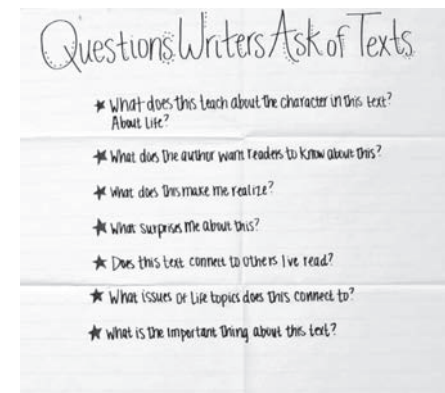 Questions Writers Ask of Texts
★ What does this teach about the character in this text?
About Life?
★ What does the author want readers to know about this?
★ What does this make me realize?
★ What surprises me about this?
★ Does this text connect to others I've read?
★ What issues or life topics does this connect to?
★ What is the important thing about this text?